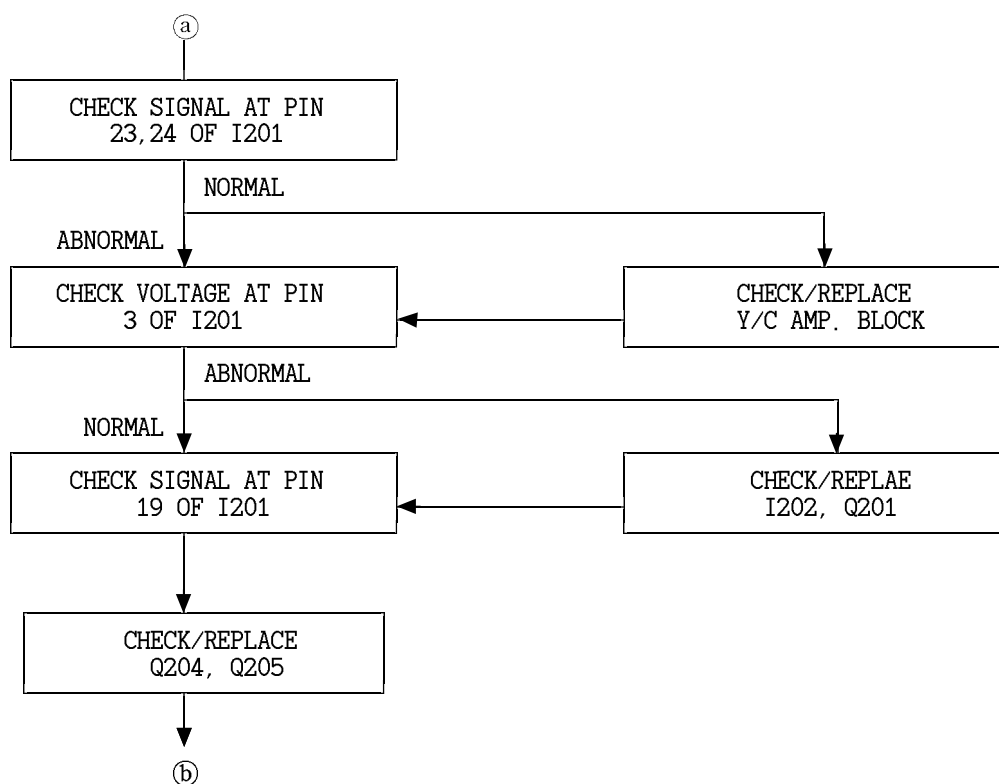 ⓐ
CHECK SIGNAL AT PIN
23,24 OF I201
NORMAL
ABNORMAL
CHECK VOLTAGE AT PIN
3 OF I201
CHECK/REPLACE
Y/C AMP. BLOCK
ABNORMAL
NORMAL
CHECK SIGNAL AT PIN
19 OF I201
CHECK/REPLAE
I202, Q201
CHECK/REPLACE
Q204, Q205
ⓑ